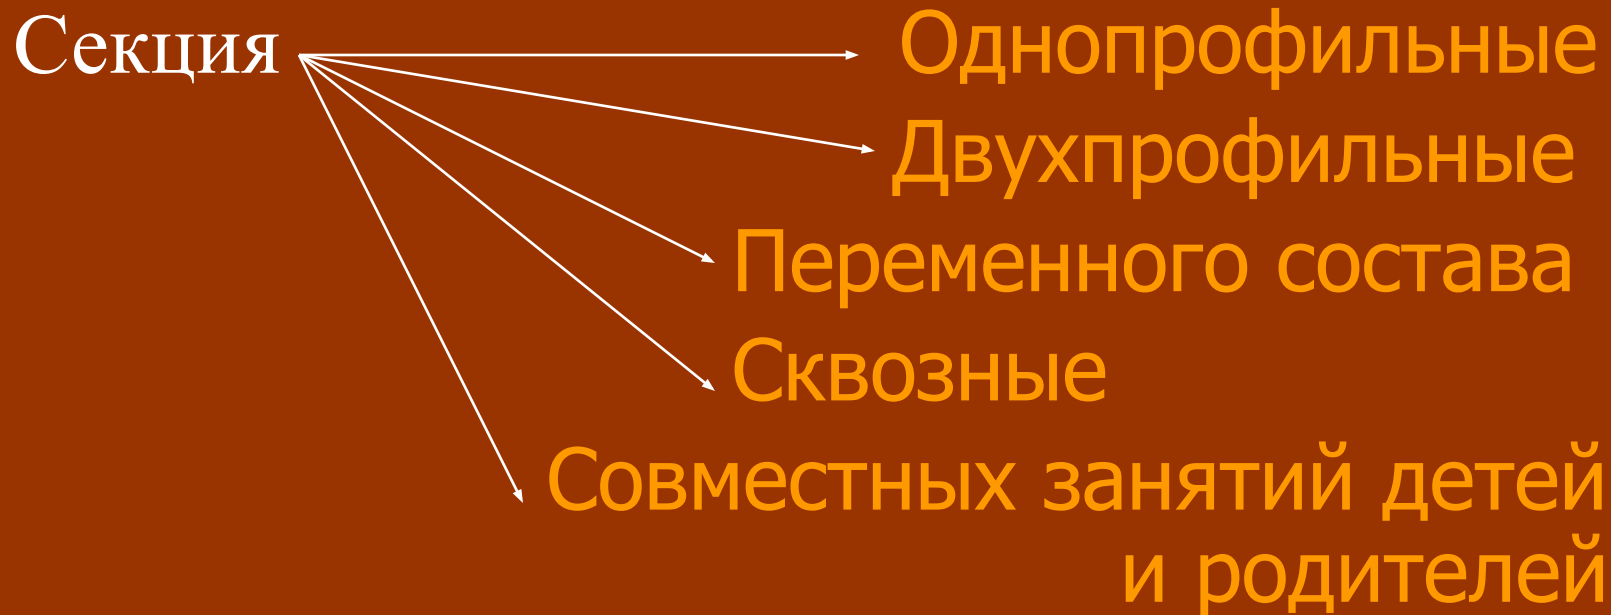 Секция
Однопрофильные
Двухпрофильные
Переменного состава
Сквозные
Совместных занятий детей
и родителей